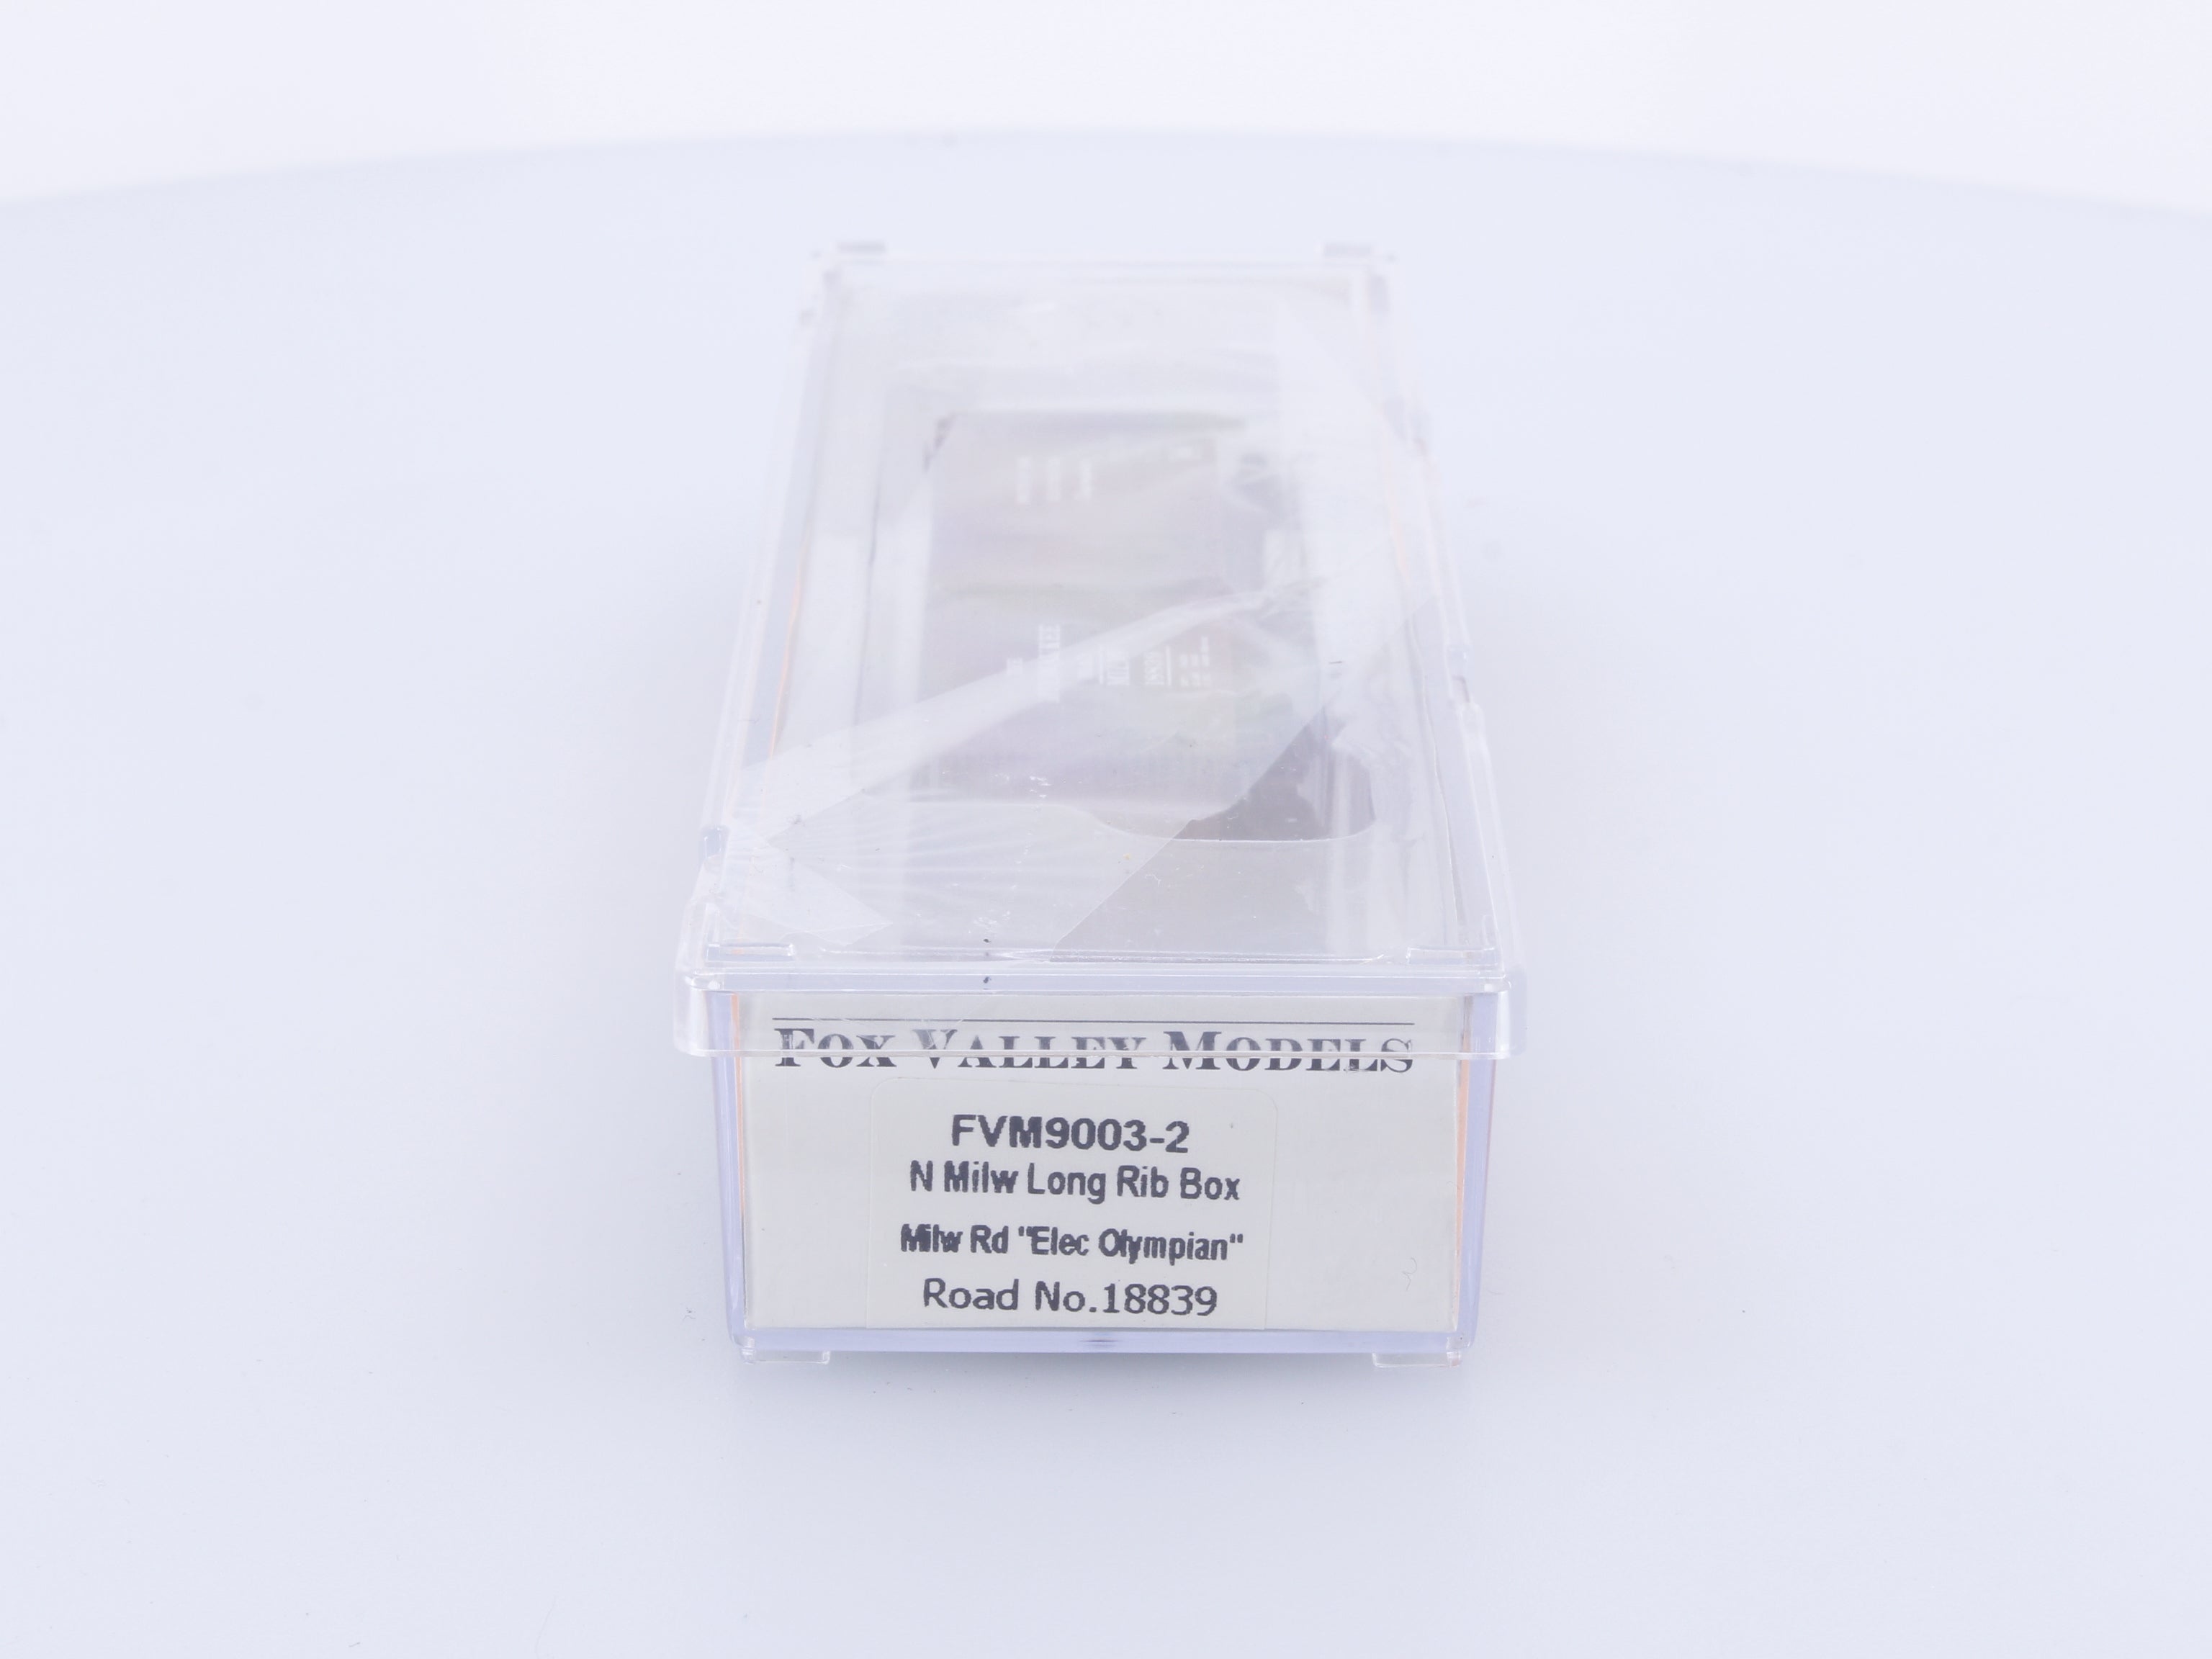 FOX VALLEY MODELS
FVM9003-2
N Milw Long Rib Box
Milw Rd "Elec Olympian"
Road No.18839